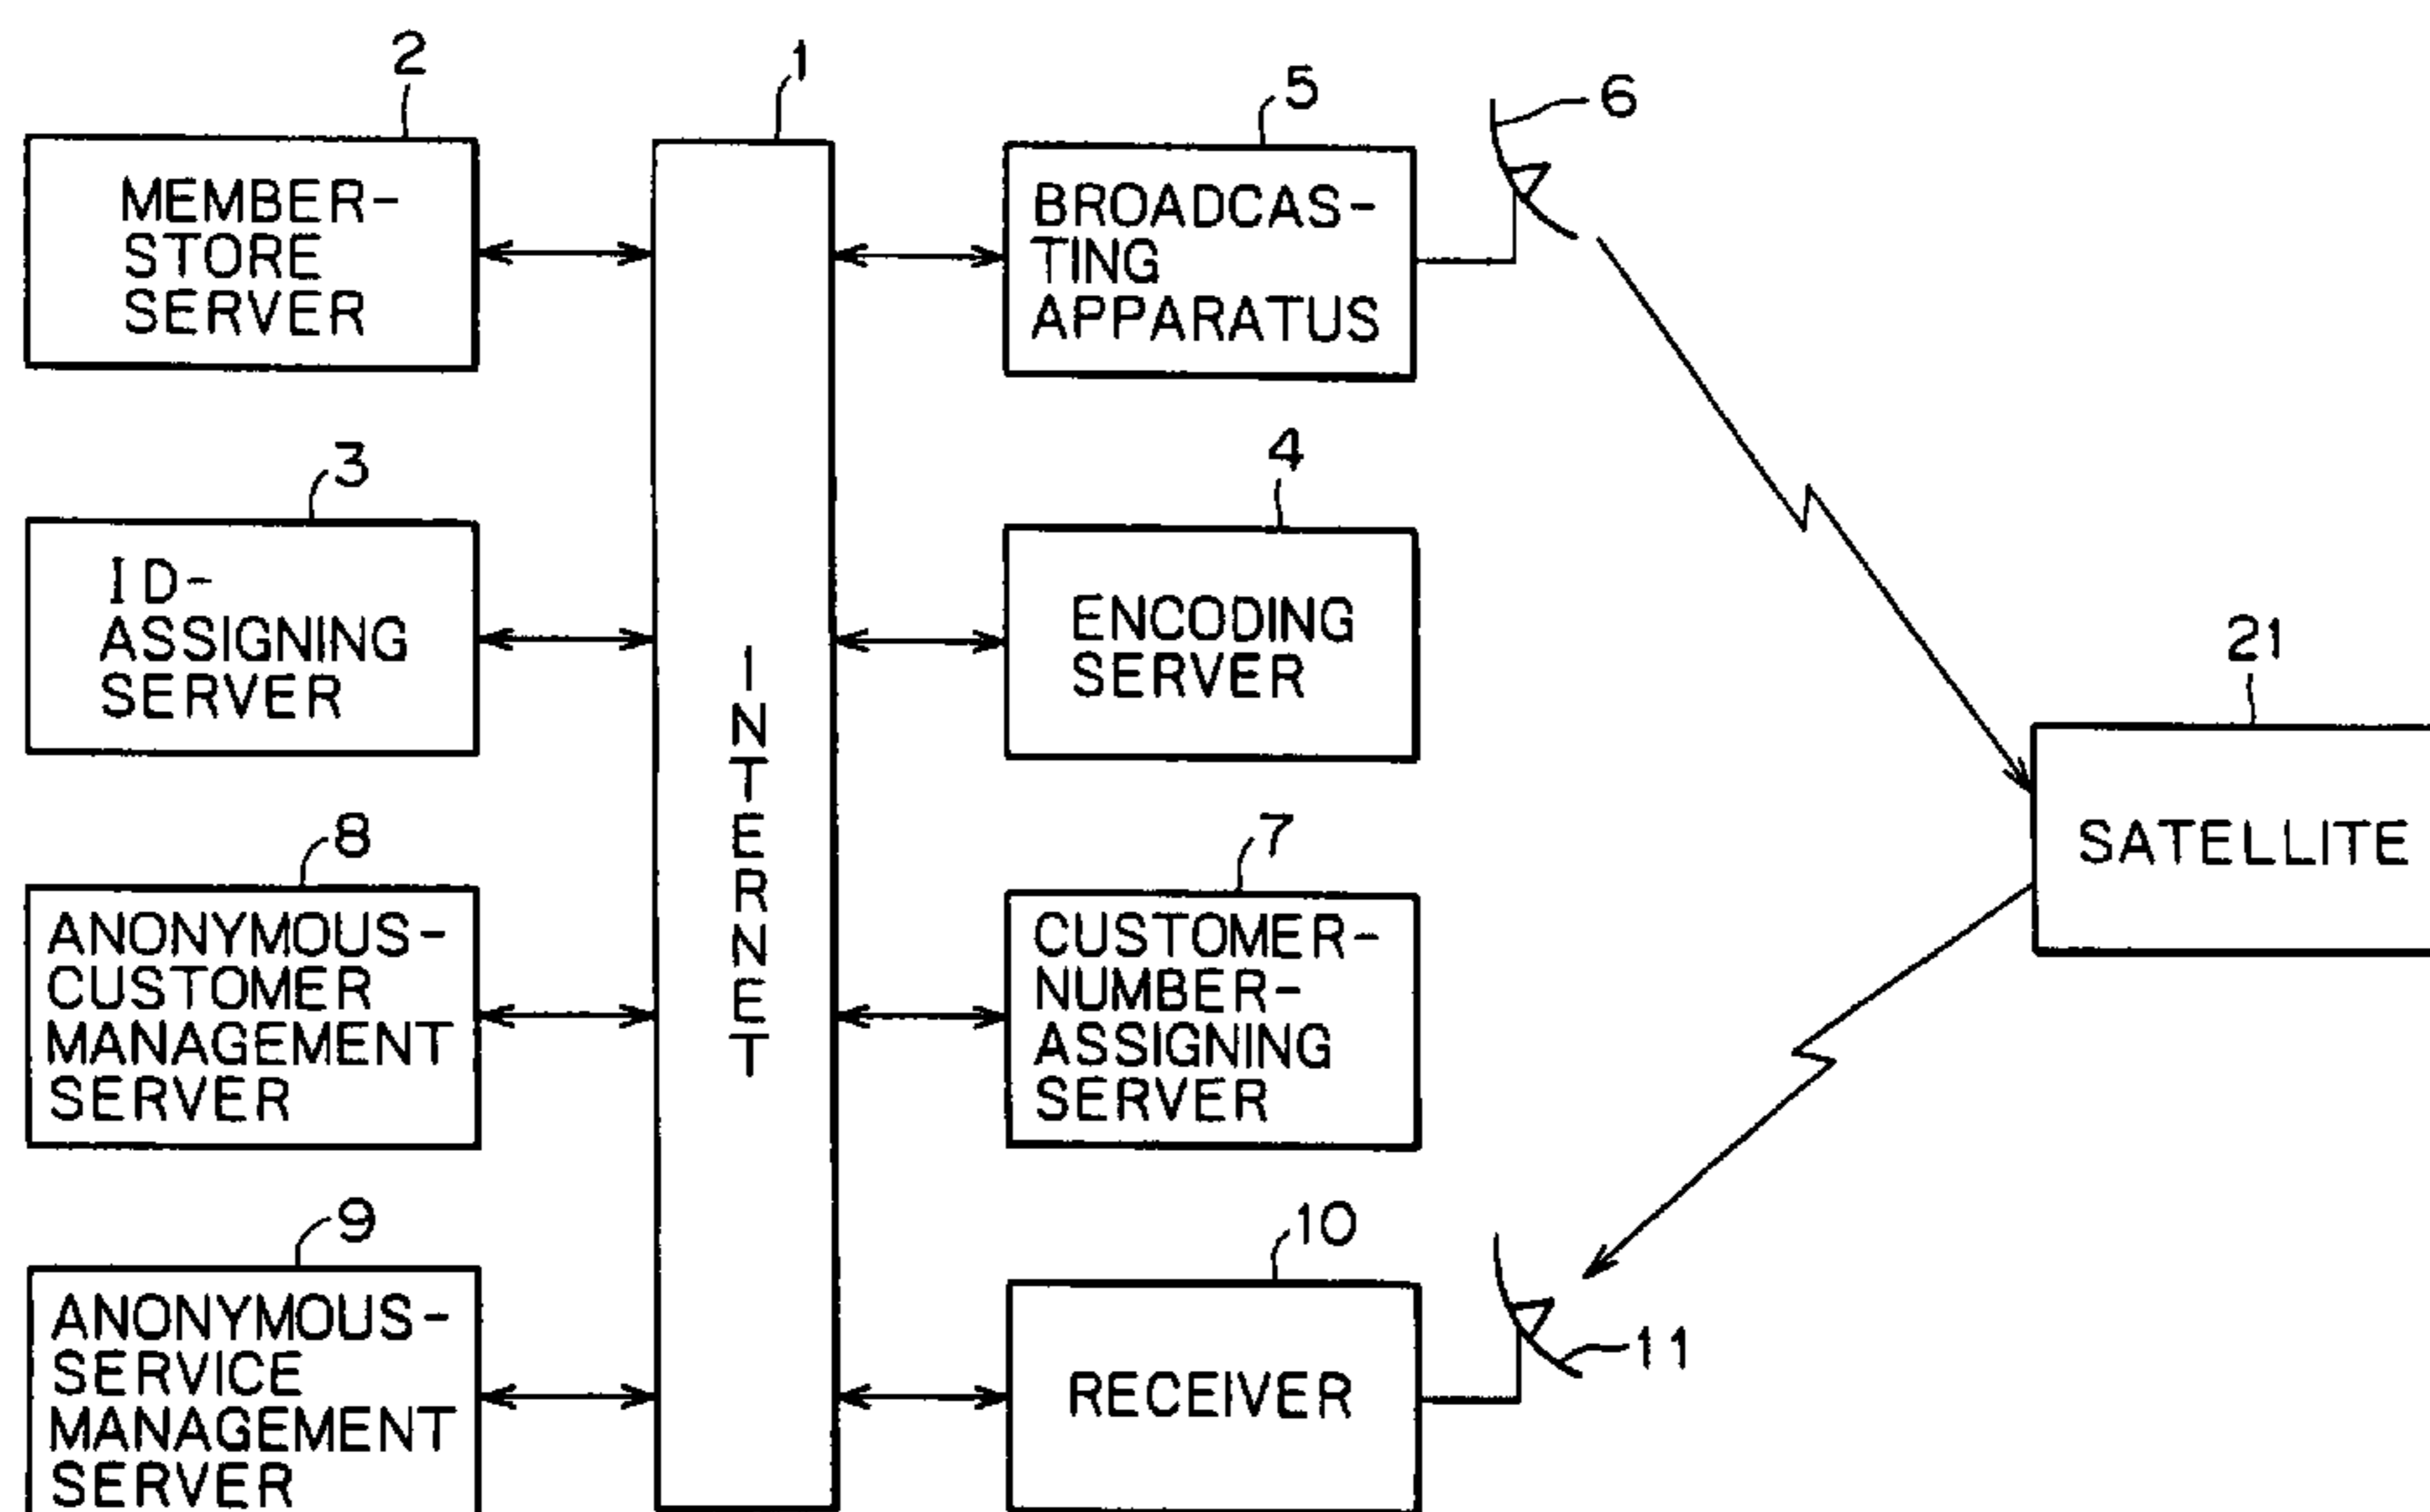 2
MEMBER-
STORE
SERVER
1
INTERNET
5
BROADCAS-
TING
APPARATUS
6
3
ID-
ASSIGNING
SERVER
4
ENCODING
SERVER
21
SATELLITE
8
ANONYMOUS-
CUSTOMER
MANAGEMENT
SERVER
7
CUSTOMER-
NUMBER-
ASSIGNING
SERVER
9
ANONYMOUS-
SERVICE
MANAGEMENT
SERVER
10
RECEIVER
11